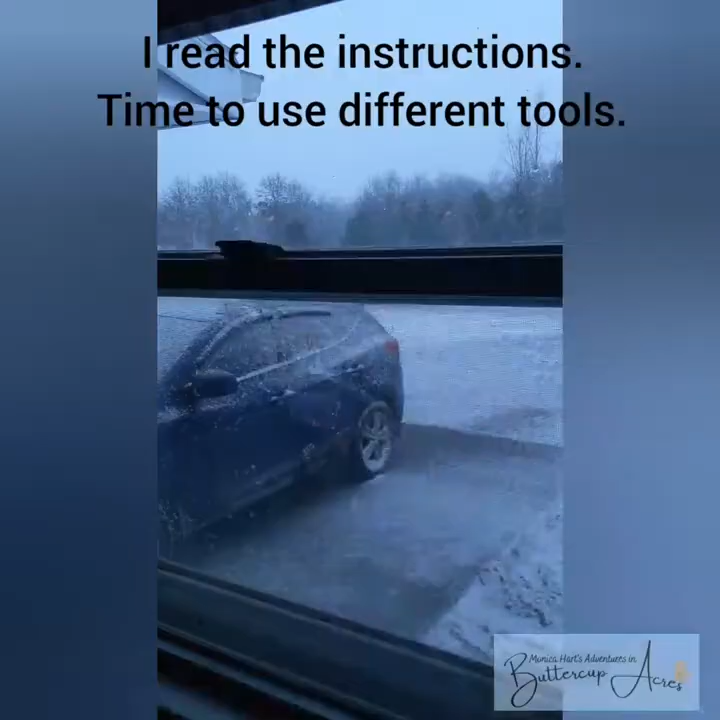 I read the instructions.
Time to use different tools.
Monica Hart's Adventures in
Buttercup Acres